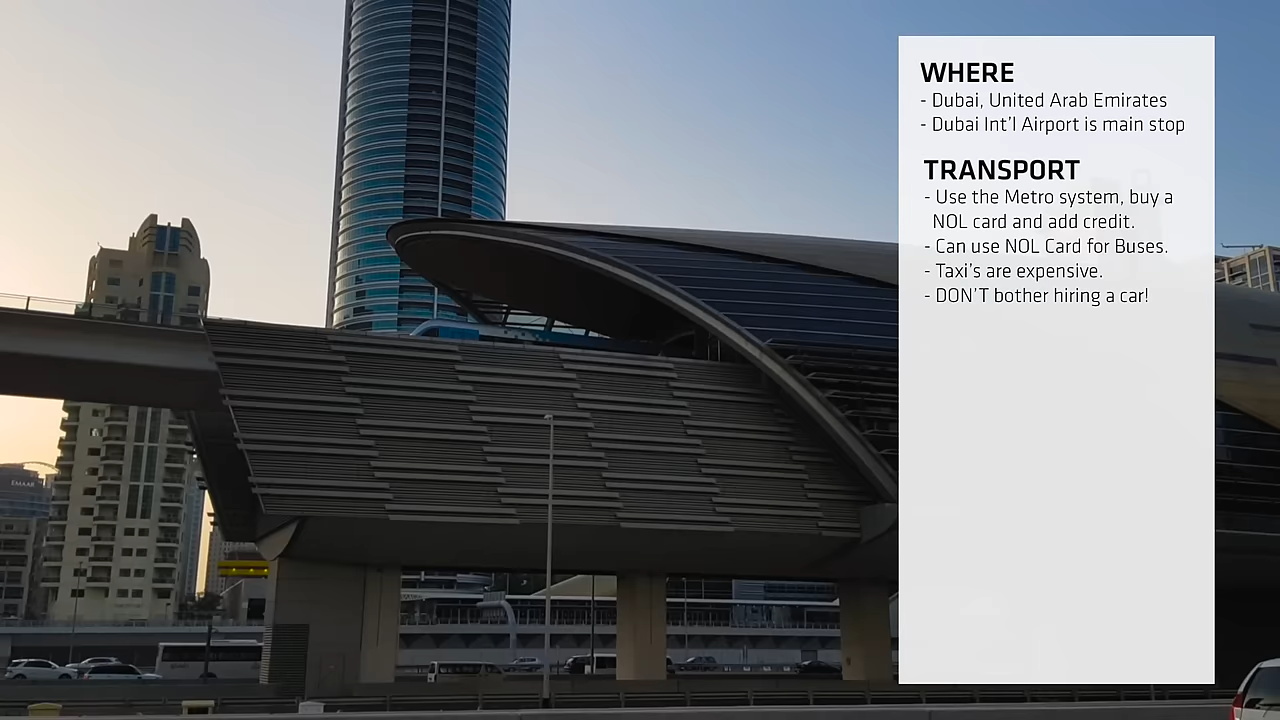 WHERE
- Dubai, United Arab Emirates
- Dubai Int'l Airport is main stop
TRANSPORT
- Use the Metro system, buy a
NOL card and add credit.
- Can use NOL Card for Buses.
- Taxi's are expensive.
- DON'T bother hiring a car!
EMAAR